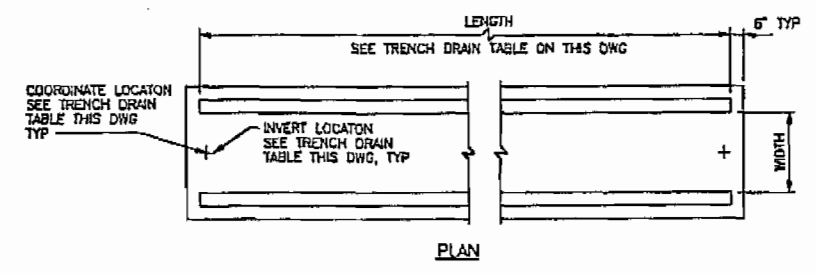 LENGTH
6" TYP
SEE TRENCH DRAIN TABLE ON THIS DWG
COORDINATE LOCATON
SEE TRENCH DRAIN
TABLE THIS DWG
TYP
INVERT LOCATON
SEE TRENCH DRAIN
TABLE THIS DWG, TYP
WIDTH
PLAN